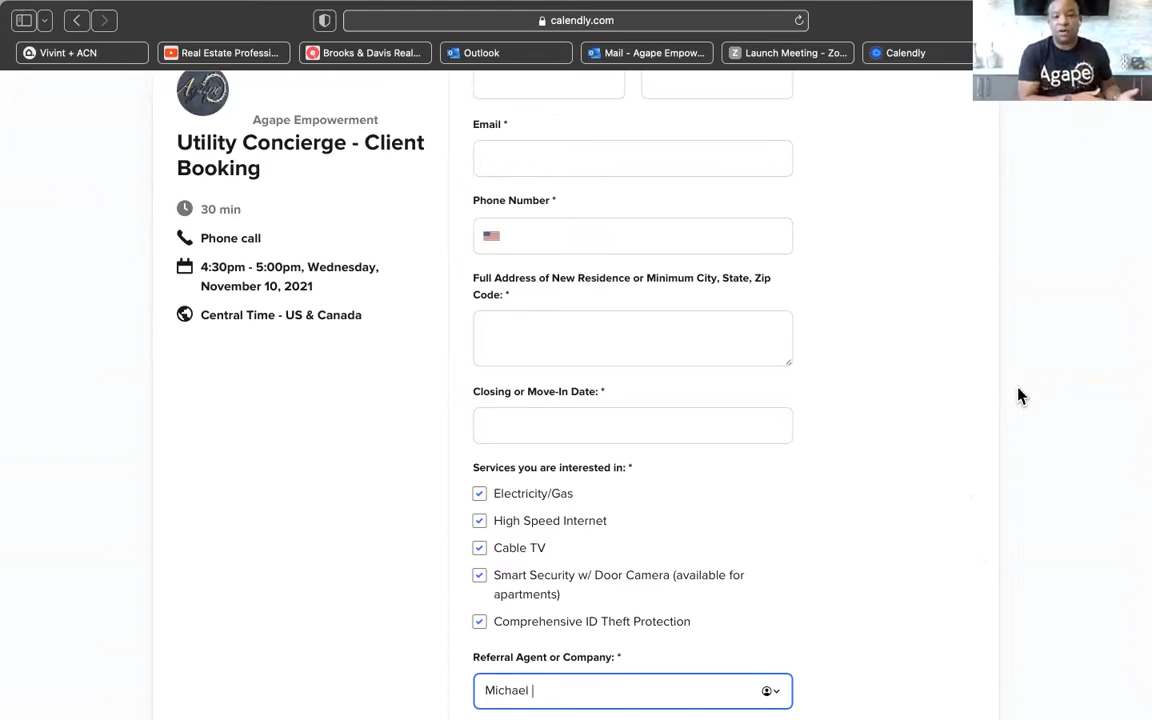 calendly.com
Vivint + ACN
Real Estate Professi...
Brooks & Davis Real...
Outlook
Mail - Agape Empow...
Z Launch Meeting - Zo...
Calendly
Agape
Agape
Agape Empowerment
Utility Concierge - Client
Booking
30 min
Phone call
4:30pm - 5:00pm, Wednesday,
November 10, 2021
Central Time - US & Canada
Email *
Phone Number *
Full Address of New Residence or Minimum City, State, Zip
Code: *
Closing or Move-In Date: *
Services you are interested in: *
Electricity/Gas
High Speed Internet
Cable TV
Smart Security w/ Door Camera (available for
apartments)
Comprehensive ID Theft Protection
Referral Agent or Company: *
Michael